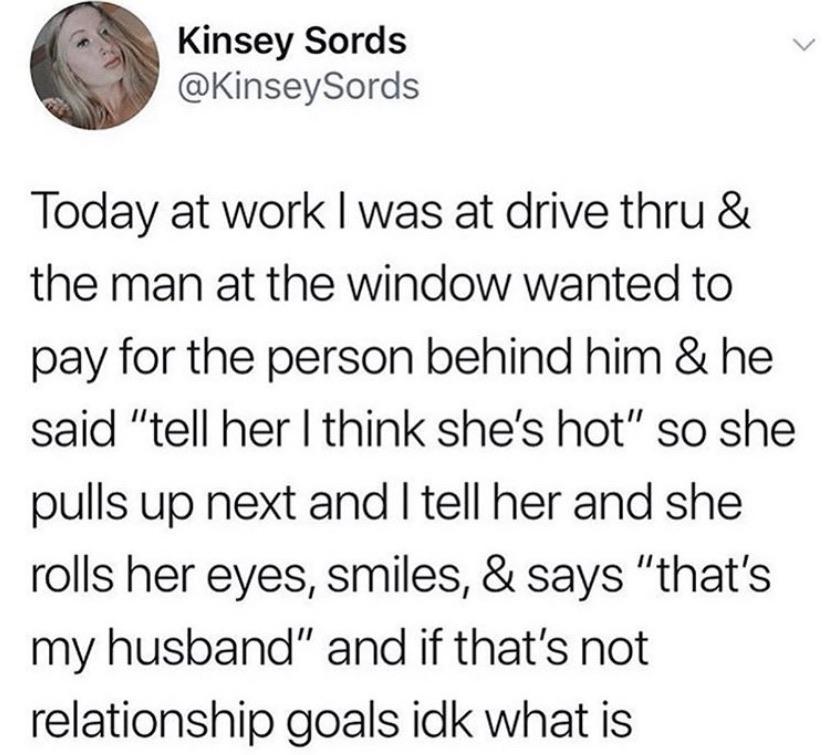 Kinsey Sords
@KinseySords
Today at work I was at drive thru &
the man at the window wanted to
pay for the person behind him & he
said "tell her I think she's hot" so she
pulls up next and I tell her and she
rolls her eyes, smiles, & says "that's
my husband" and if that's not
relationship goals idk what is